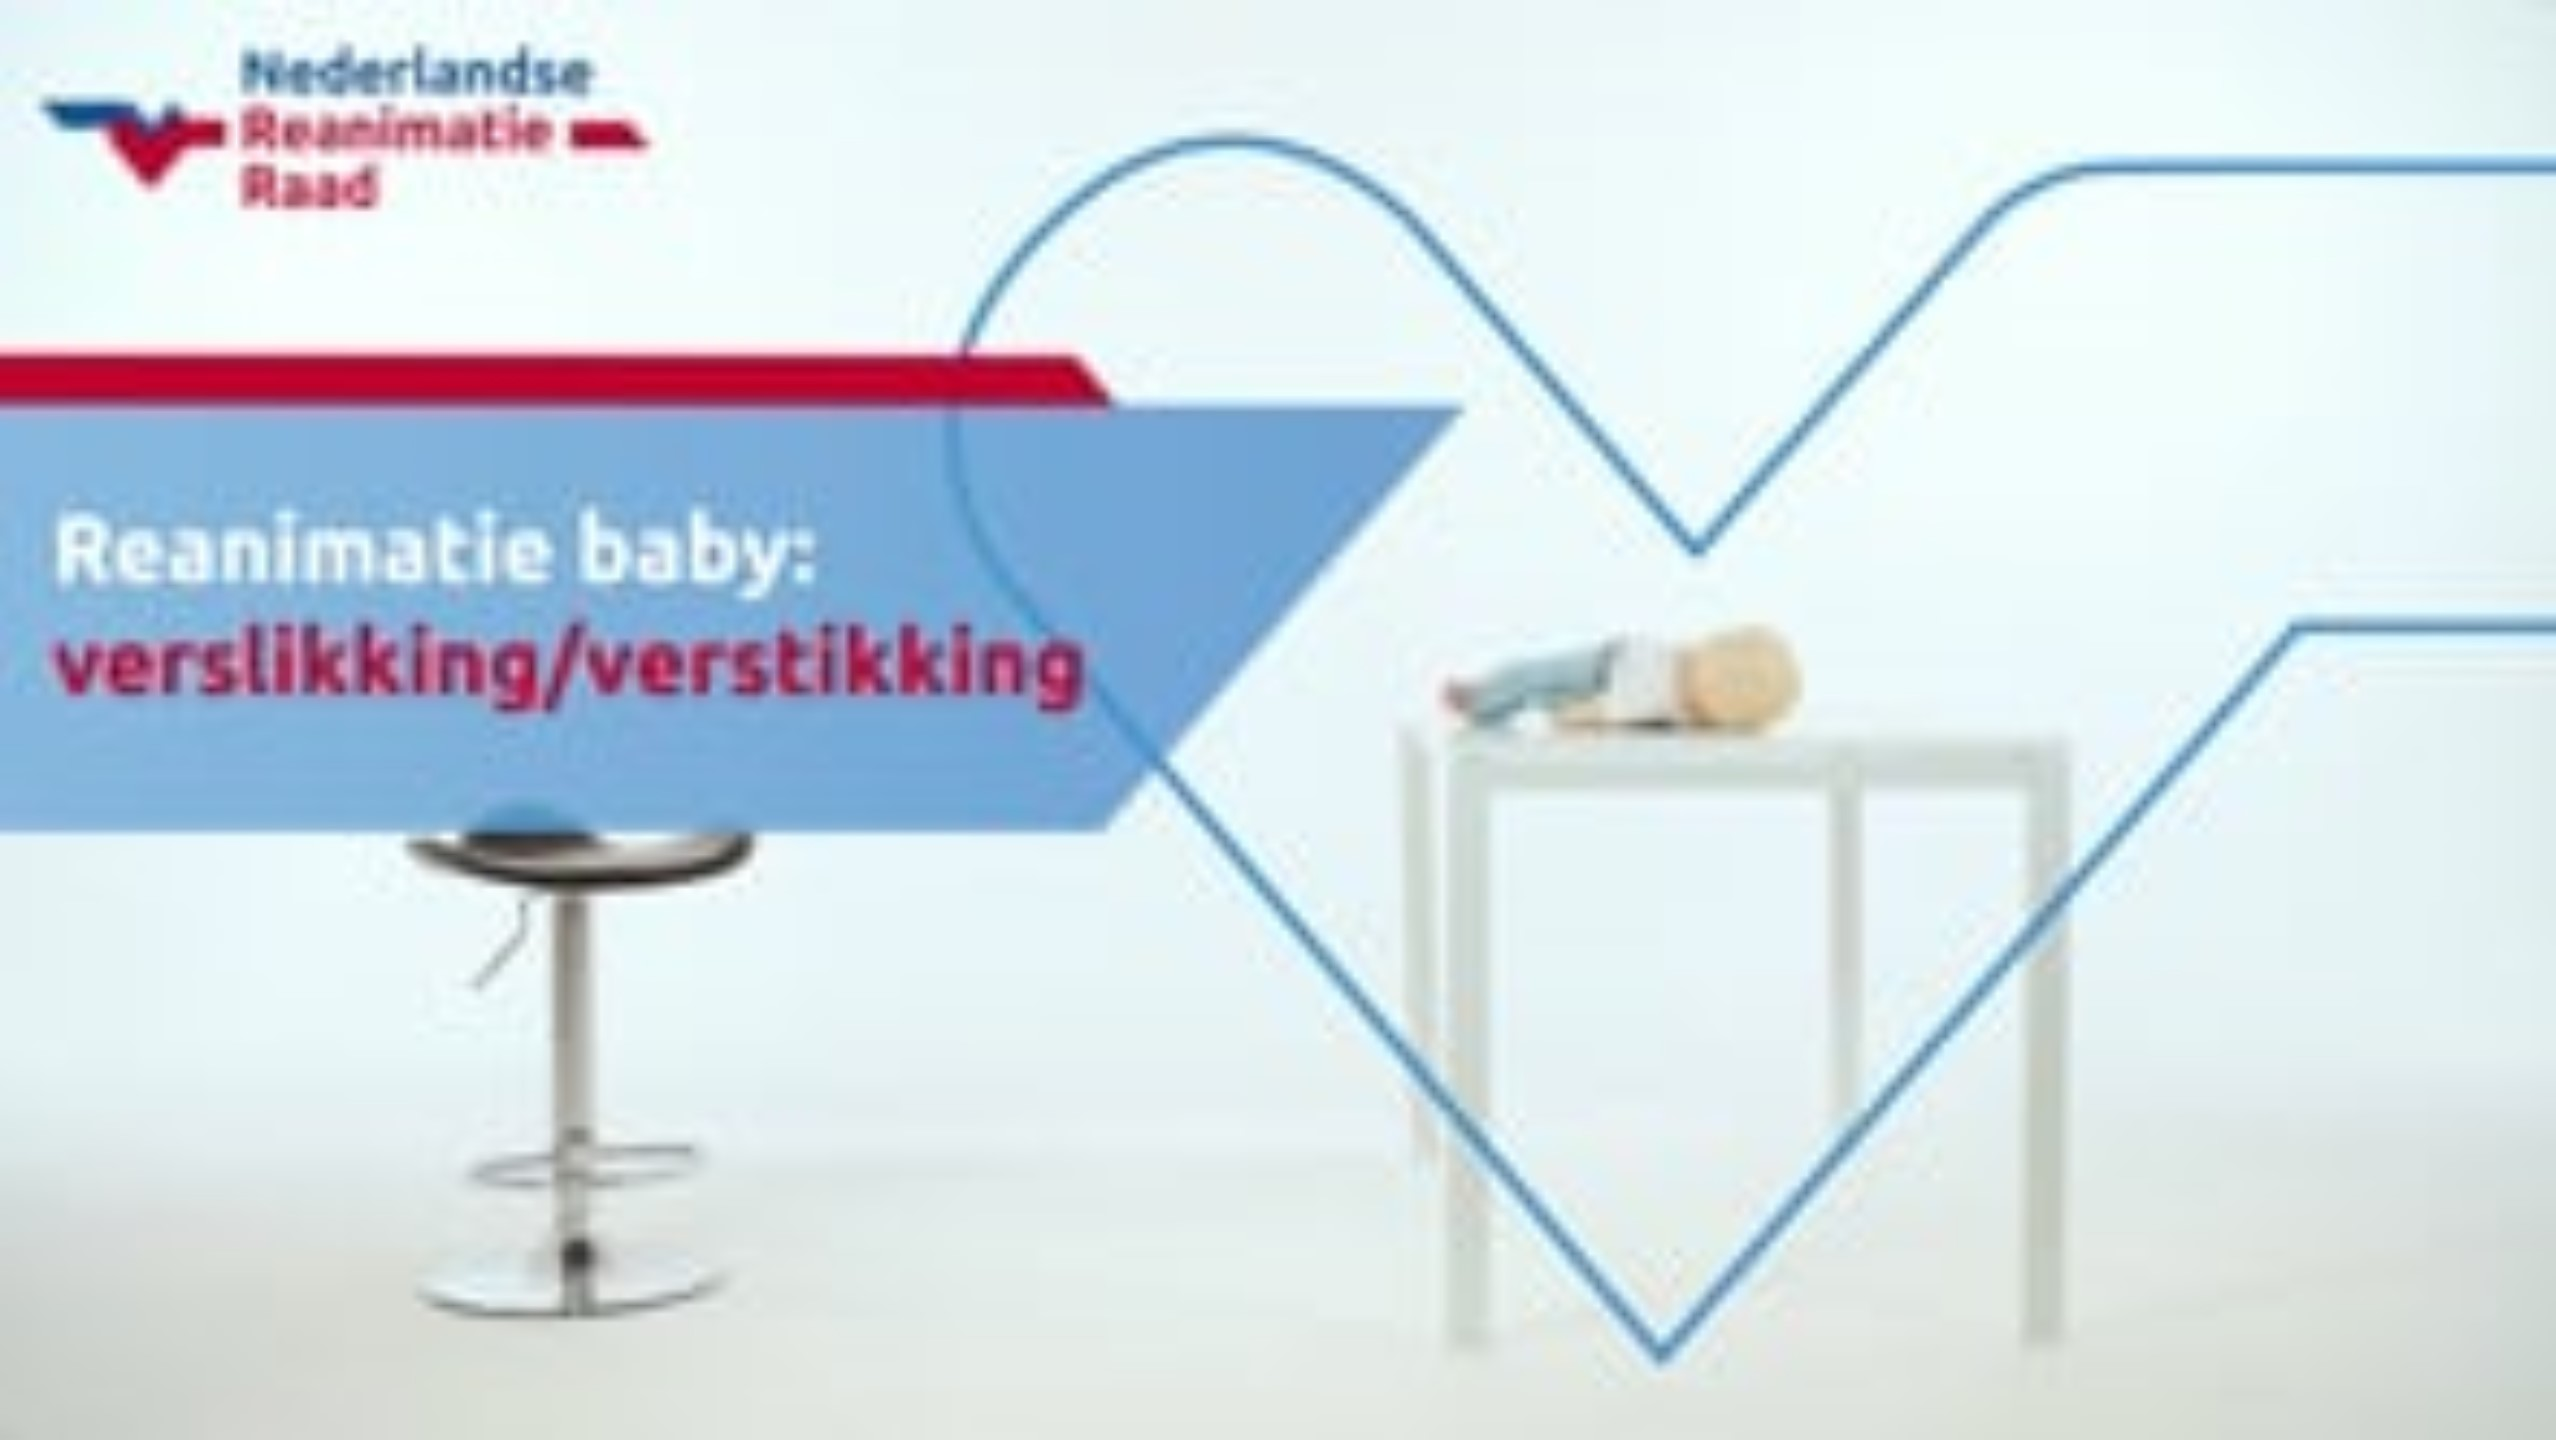 Nederlandse
Reanimatie
Raad
Reanimatie baby:
verslikking/verstikking